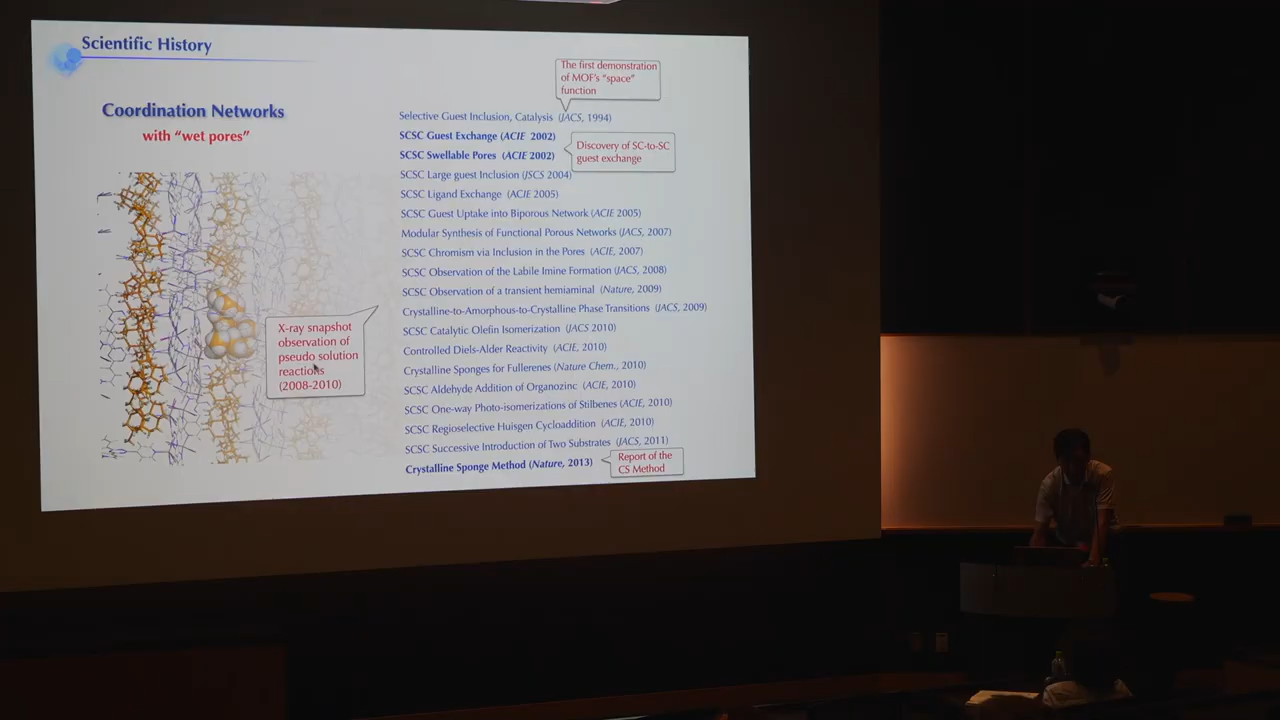 Scientific History
Coordination Networks
with “wet pores”
X-ray snapshot
observation of
pseudo solution
reactions
(2008-2010)
The first demonstration
of MOF's “space”
function
Selective Guest Inclusion, Catalysis (JACS, 1994)
SCSC Guest Exchange (ACIE 2002)
SCSC Swellable Pores (ACIE 2002)
Discovery of SC-to-SC
guest exchange
SCSC Large guest Inclusion (JSCS 2004)
SCSC Ligand Exchange (ACIE 2005)
SCSC Guest Uptake into Biporous Network (ACIE 2005)
Modular Synthesis of Functional Porous Networks (JACS, 2007)
SCSC Chromism via Inclusion in the Pores (ACIE, 2007)
SCSC Observation of the Labile Imine Formation (JACS, 2008)
SCSC Observation of a transient hemiaminal (Nature, 2009)
Crystalline-to-Amorphous-to-Crystalline Phase Transitions (JACS, 2009)
SCSC Catalytic Olefin Isomerization (JACS 2010)
Controlled Diels-Alder Reactivity (ACIE, 2010)
Crystalline Sponges for Fullerenes (Nature Chem., 2010)
SCSC Aldehyde Addition of Organozinc (ACIE, 2010)
SCSC One-way Photo-isomerizations of Stilbenes (ACIE, 2010)
SCSC Regioselective Huisgen Cycloaddition (ACIE, 2010)
SCSC Successive Introduction of Two Substrates (JACS, 2011)
Crystalline Sponge Method (Nature, 2013)
Report of the
CS Method